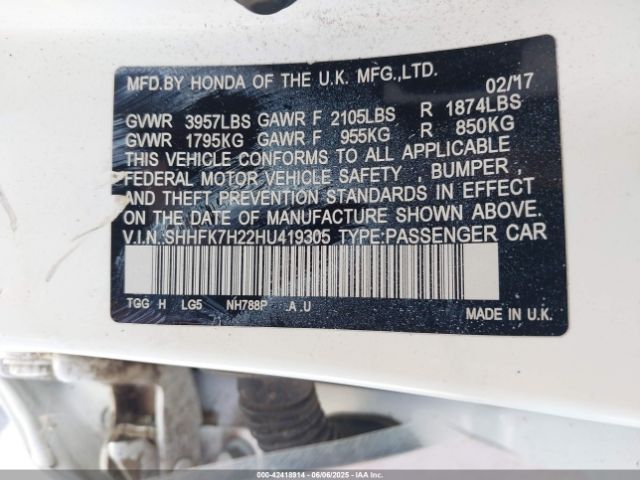 MFD.BY HONDA OF THE U.K. MFG.,LTD. 02/'17
GVWR 3957LBS GAWR F 2105LBS R 1874LBS
GVWR 1795KG GAWR F 955KG R 850KG
THIS VEHICLE CONFORMS TO ALL APPLICABLE
FEDERAL MOTOR VEHICLE SAFETY , BUMPER ,
AND THEFT PREVENTION STANDARDS IN EFFECT
ON THE DATE OF MANUFACTURE SHOWN ABOVE.
V.I.N. SHHFK7H22HU419305 TYPE:PASSENGER CAR
TGG H LG5 NH788P A.U
MADE IN U.K.
000-42418914 - 06/06/2025 - IAAI.COM